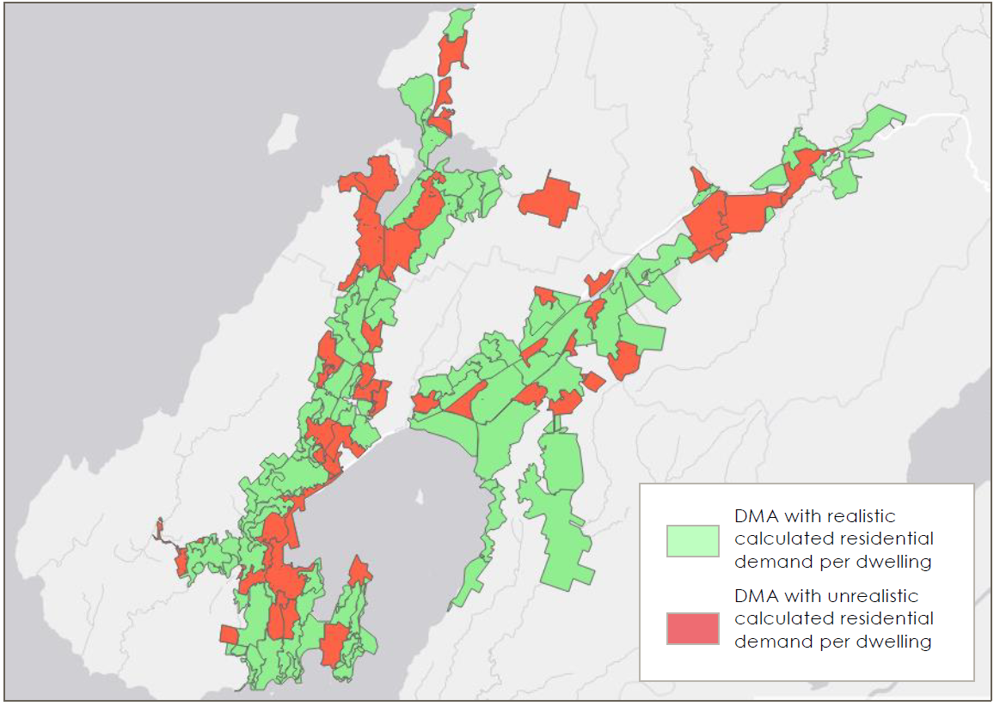 DMA with realistic
calculated residential
demand per dwelling
DMA with unrealistic
calculated residential
demand per dwelling